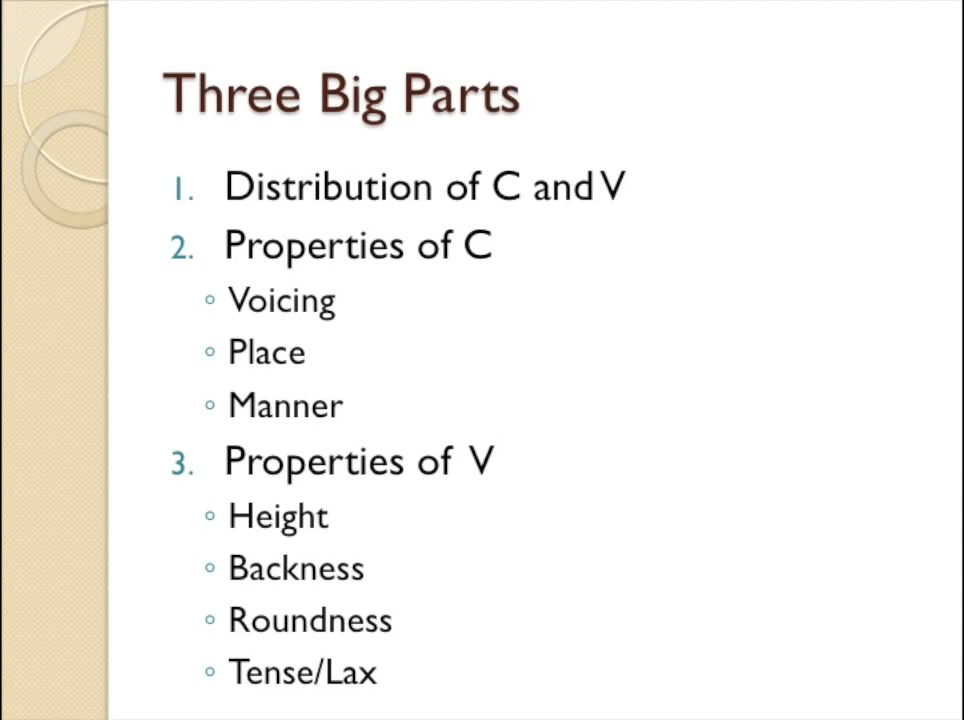 Three Big Parts
1. Distribution of C and V
2. Properties of C
◦ Voicing
◦ Place
◦ Manner
3. Properties of V
◦ Height
◦ Backness
◦ Roundness
◦ Tense/Lax